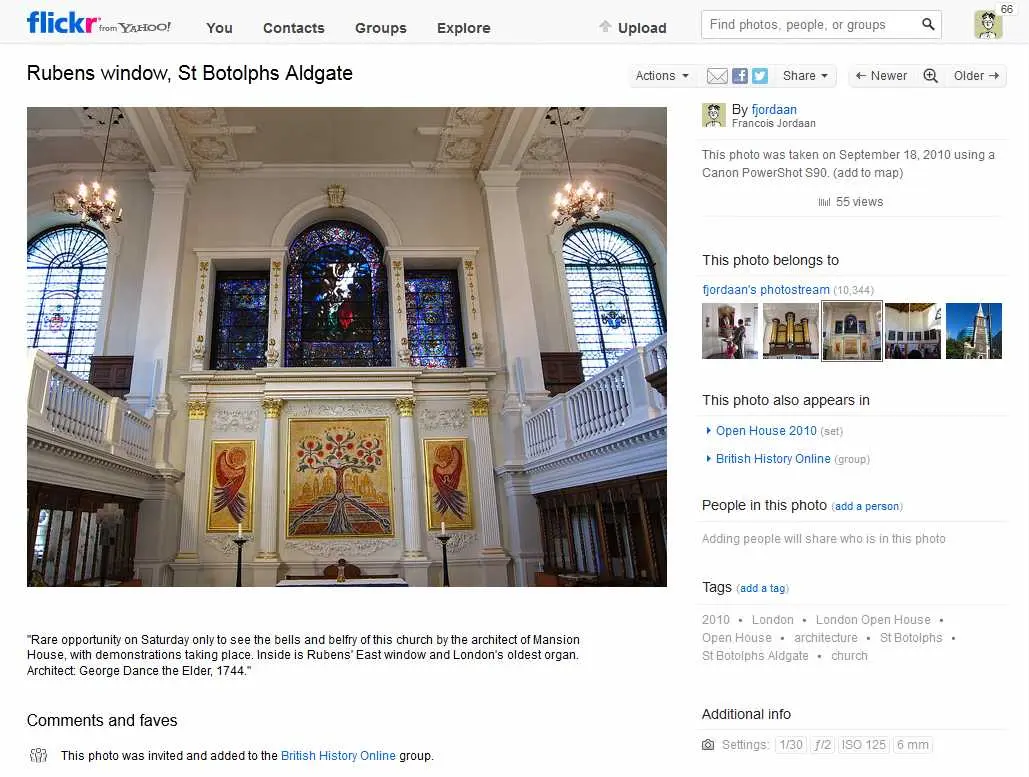 flickr from YAHOO!
You Contacts Groups Explore Upload
Find photos, people, or groups
66
Rubens window, St Botolphs Aldgate
Actions Share
Newer Older
By fjordaan
Francois Jordaan
This photo was taken on September 18, 2010 using a
Canon PowerShot S90. (add to map)
55 views
This photo belongs to
fjordaan's photostream (10,344)
This photo also appears in
Open House 2010 (set)
British History Online (group)
People in this photo (add a person)
Adding people will share who is in this photo
Tags (add a tag)
2010 • London • London Open House •
Open House • architecture • St Botolphs •
St Botolphs Aldgate • church
Additional info
Settings: 1/30 ƒ/2 ISO 125 6 mm
"Rare opportunity on Saturday only to see the bells and belfry of this church by the architect of Mansion
House, with demonstrations taking place. Inside is Rubens' East window and London's oldest organ.
Architect: George Dance the Elder, 1744."
Comments and faves
This photo was invited and added to the British History Online group.